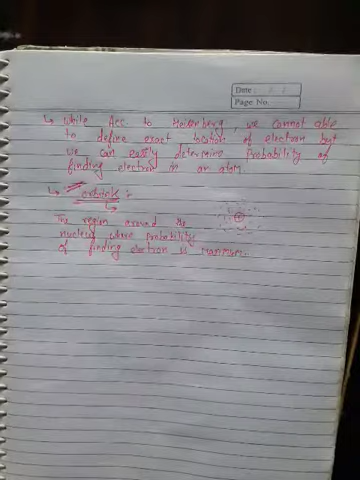 Date :
Page No.
↳ While Acc. to Heisenberg, we cannot able
to define exact location of electron but
we can easily determine Probability of
finding electron in an atom
↳ orbitals :-
↳
The region around the
nucleus where probability
of finding electron is maximum.